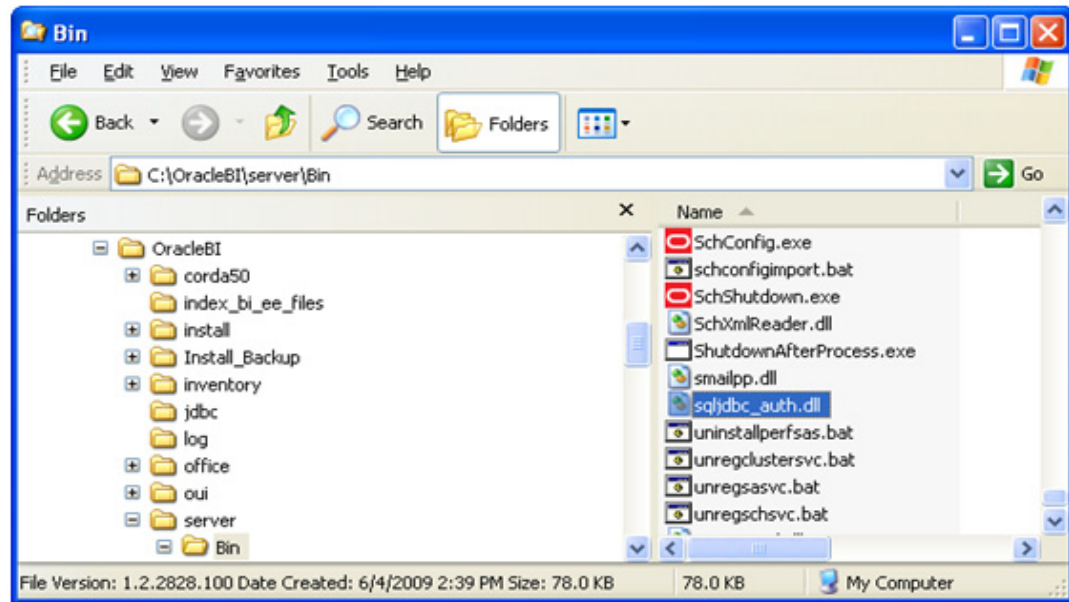 Bin
File Edit View Favorites Tools Help
Back Search Folders
Address C:\OracleBI\server\Bin Go
Folders x
OracleBI
corda50
index_bi_ee_files
install
Install_Backup
inventory
jdbc
log
office
oui
server
Bin
Name
SchConfig.exe
schconfigimport.bat
SchShutdown.exe
SchXmlReader.dll
ShutdownAfterProcess.exe
smailpp.dll
sqljdbc_auth.dll
uninstallperfsas.bat
unregclustersvc.bat
unregsasvc.bat
unregschsvc.bat
File Version: 1.2.2828.100 Date Created: 6/4/2009 2:39 PM Size: 78.0 KB 78.0 KB My Computer